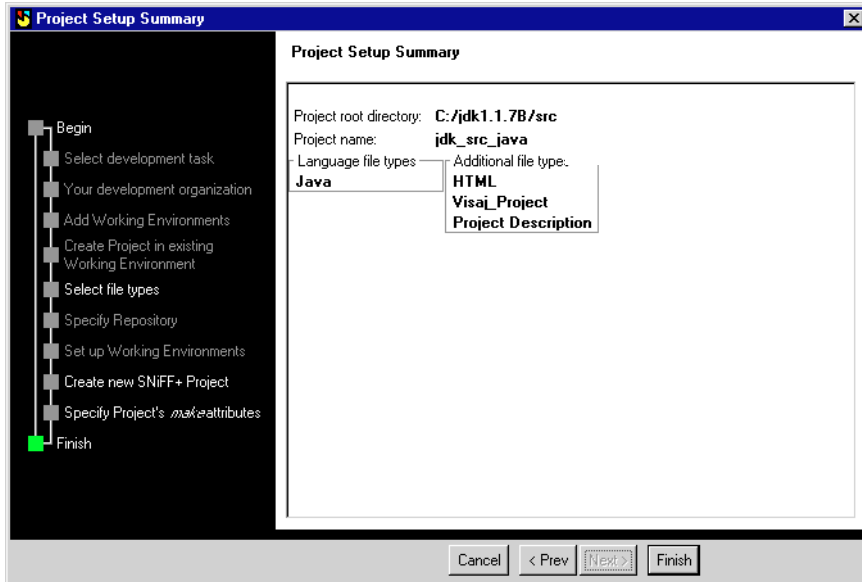 Project Setup Summary
Project Setup Summary
Begin
Select development task
Your development organization
Add Working Environments
Create Project in existing
Working Environment
Select file types
Specify Repository
Set up Working Environments
Create new SNiFF+ Project
Specify Project's make attributes
Finish
Project root directory: C:/jdk1.1.7B/src
Project name: jdk_src_java
Language file types
Java
Additional file types
HTML
Visaj_Project
Project Description
Cancel
< Prev
Next >
Finish